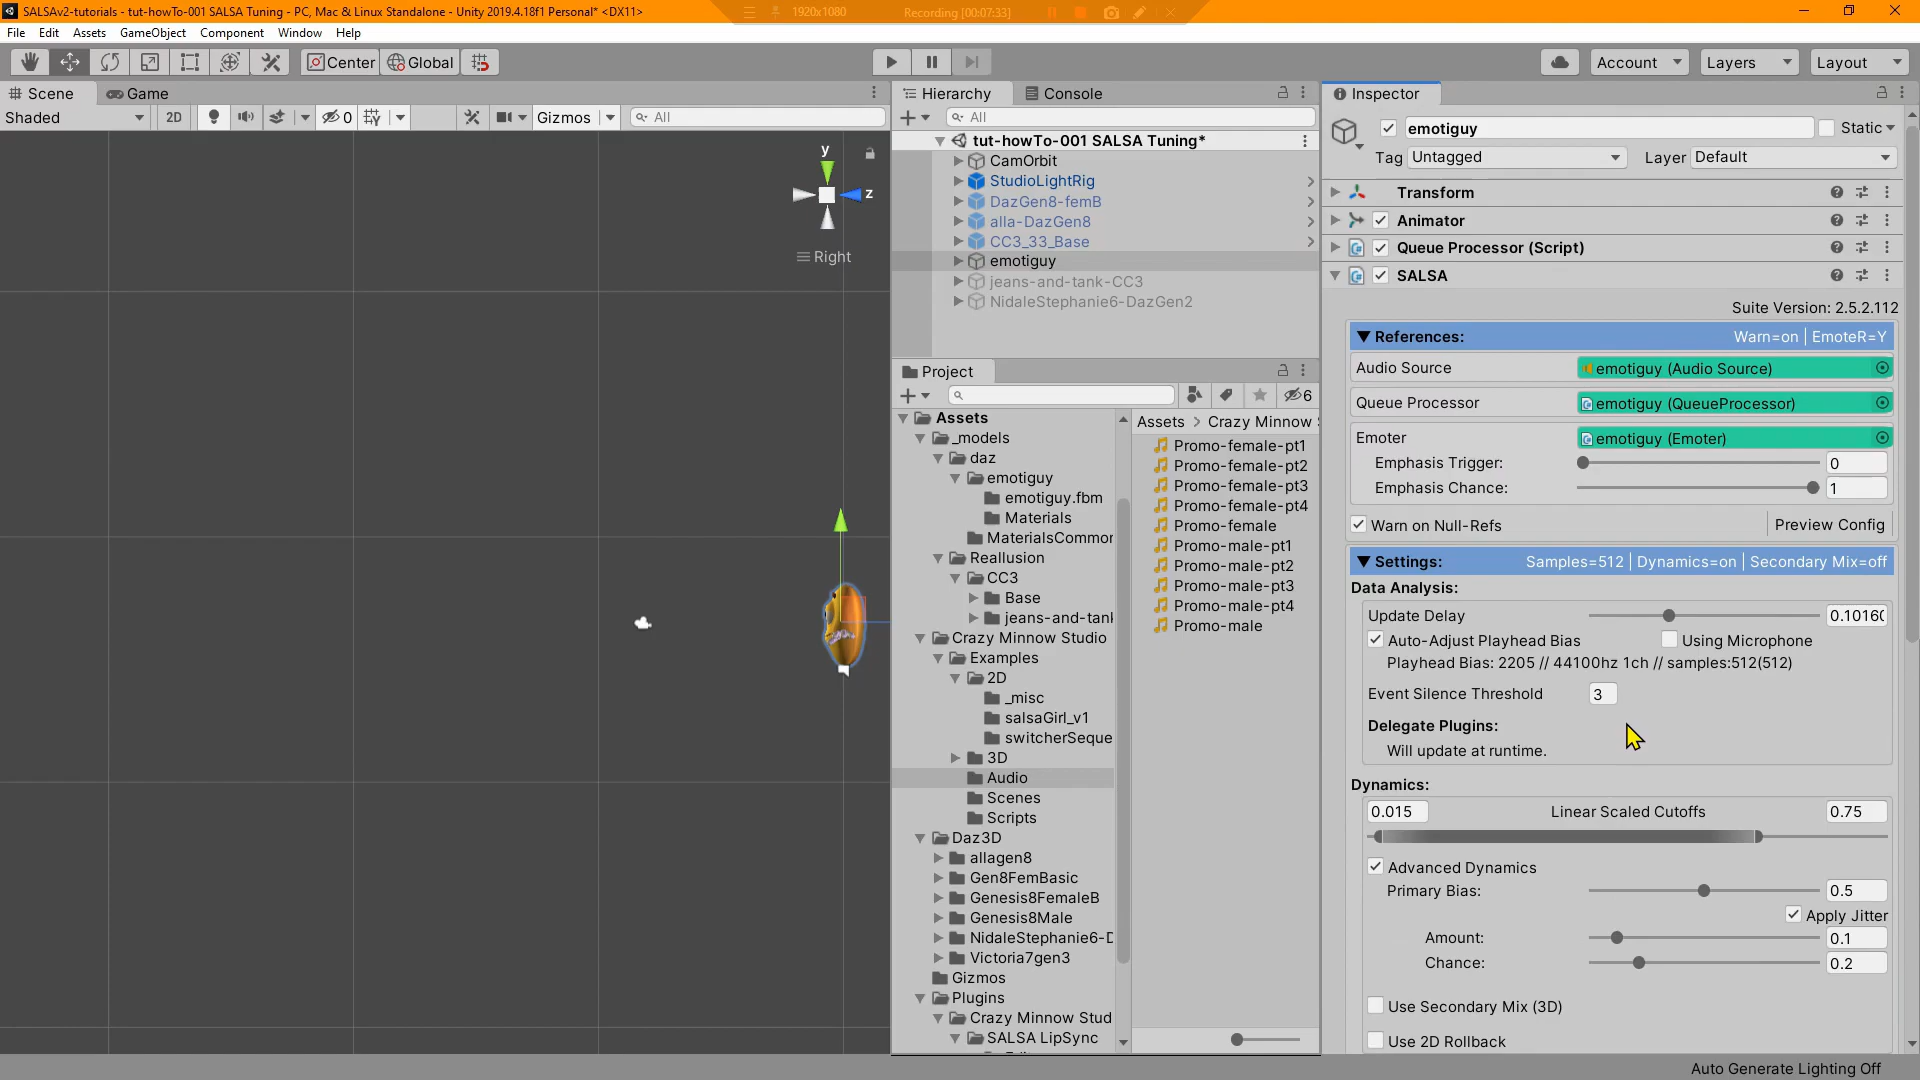 SALSAv2-tutorials - tut-howTo-001 SALSA Tuning - PC, Mac & Linux Standalone - Unity 2019.4.18f1 Personal* <DX11>
1920x1080
Recording [00:07:33]
File Edit Assets GameObject Component Window Help
Center Global
Account Layers Layout
Scene Game
Shaded 2D 0 Gizmos All
y
z
Right
Hierarchy Console
All
tut-howTo-001 SALSA Tuning*
CamOrbit
StudioLightRig
DazGen8-femB
alla-DazGen8
CC3_33_Base
emotiguy
jeans-and-tank-CC3
NidaleStephanie6-DazGen2
Project
6
Assets
_models
daz
emotiguy
emotiguy.fbm
Materials
MaterialsCommor
Reallusion
CC3
Base
jeans-and-tank
Crazy Minnow Studio
Examples
2D
_misc
salsaGirl_v1
switcherSeque
3D
Audio
Scenes
Scripts
Daz3D
allagen8
Gen8FemBasic
Genesis8FemaleB
Genesis8Male
NidaleStephanie6-D
Victoria7gen3
Gizmos
Plugins
Crazy Minnow Stud
SALSA LipSync
Assets > Crazy Minnow
Promo-female-pt1
Promo-female-pt2
Promo-female-pt3
Promo-female-pt4
Promo-female
Promo-male-pt1
Promo-male-pt2
Promo-male-pt3
Promo-male-pt4
Promo-male
Inspector
emotiguy Static
Tag Untagged Layer Default
Transform
Animator
Queue Processor (Script)
SALSA
Suite Version: 2.5.2.112
References: Warn=on | EmoteR=Y
Audio Source emotiguy (Audio Source)
Queue Processor emotiguy (QueueProcessor)
Emoter emotiguy (Emoter)
Emphasis Trigger: 0
Emphasis Chance: 1
Warn on Null-Refs Preview Config
Settings: Samples=512 | Dynamics=on | Secondary Mix=off
Data Analysis:
Update Delay 0.1016
Auto-Adjust Playhead Bias Using Microphone
Playhead Bias: 2205 // 44100hz 1ch // samples:512(512)
Event Silence Threshold 3
Delegate Plugins:
Will update at runtime.
Dynamics:
0.015 Linear Scaled Cutoffs 0.75
Advanced Dynamics
Primary Bias: 0.5
Apply Jitter
Amount: 0.1
Chance: 0.2
Use Secondary Mix (3D)
Use 2D Rollback
Auto Generate Lighting Off